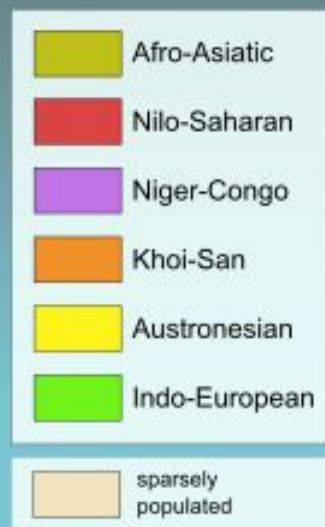 Afro-Asiatic
Nilo-Saharan
Niger-Congo
Khoi-San
Austronesian
Indo-European
sparsely
populated